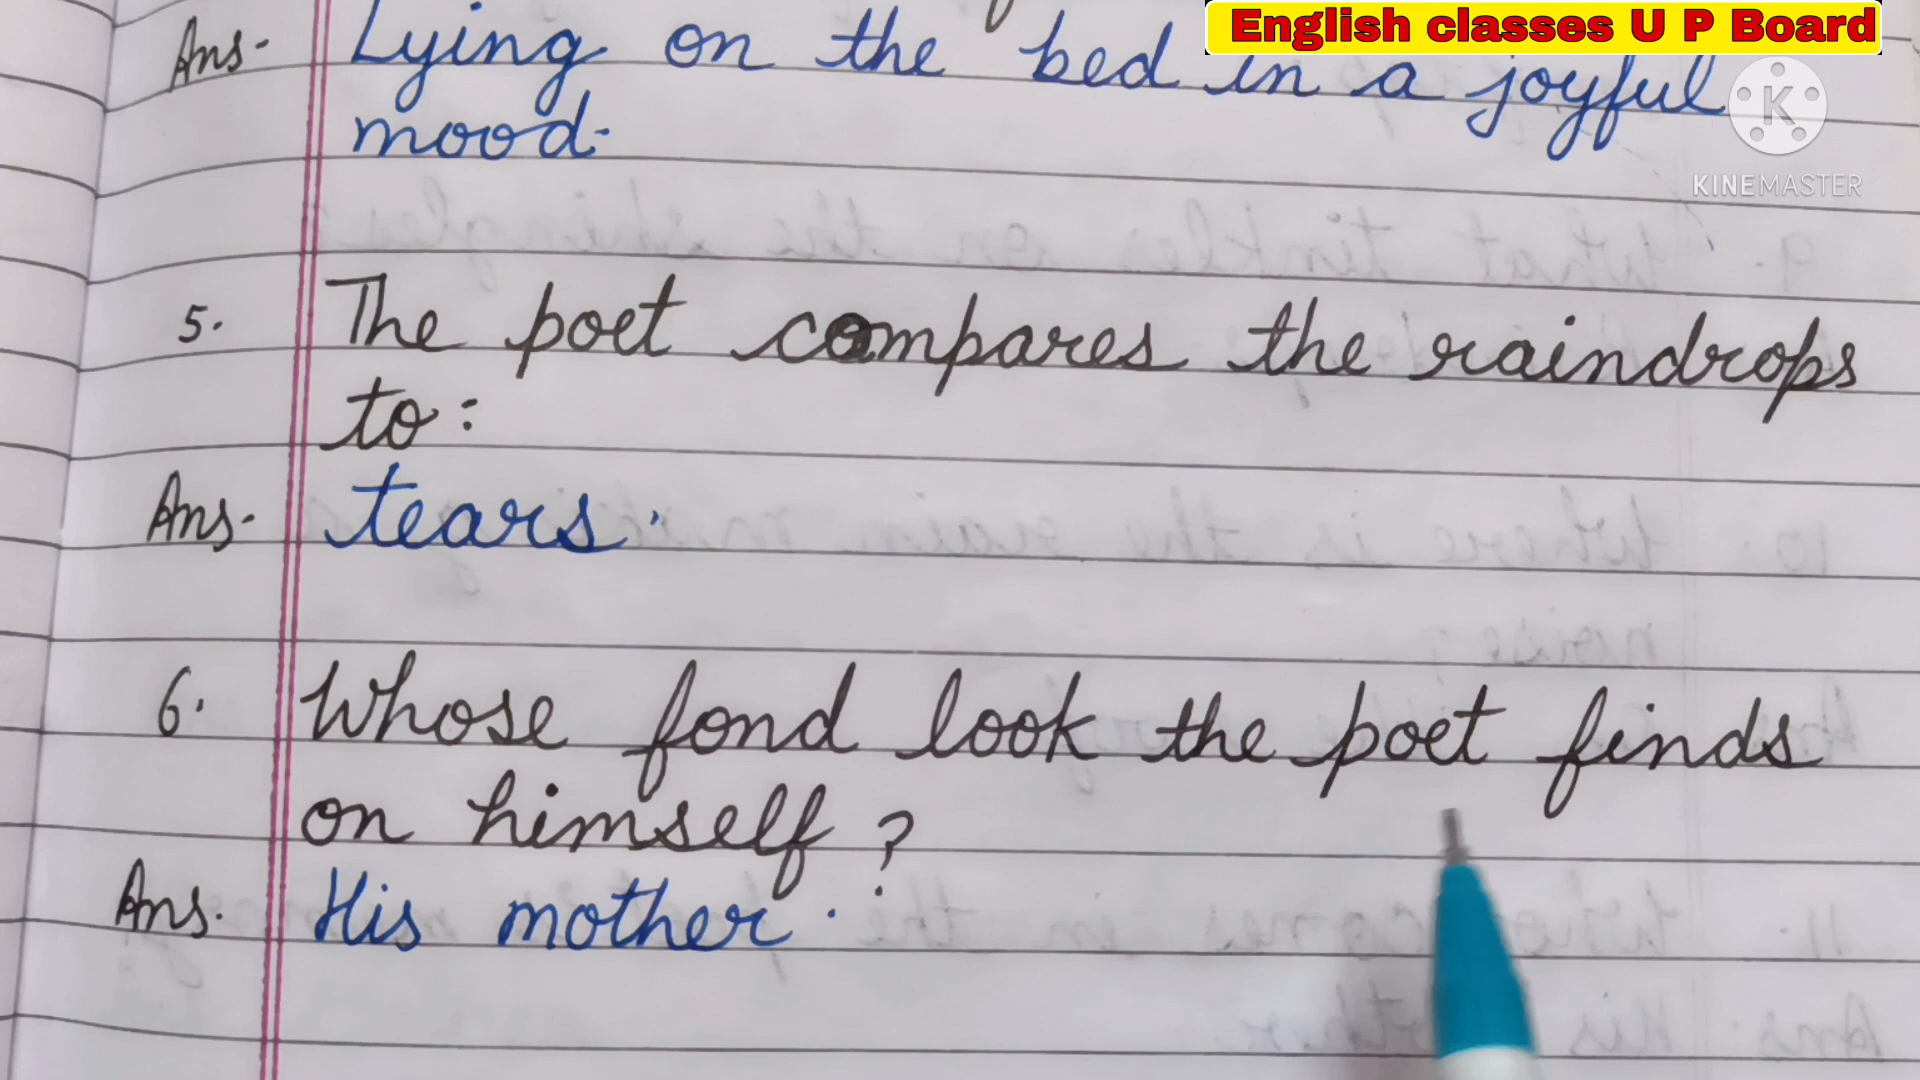 English classes U P Board
Ans- Lying on the bed in a joyful
mood.
KINEMASTER
5. The poet compares the raindrops
to:
Ans- tears.
6. Whose fond look the poet finds
on himself?
Ans. His mother.